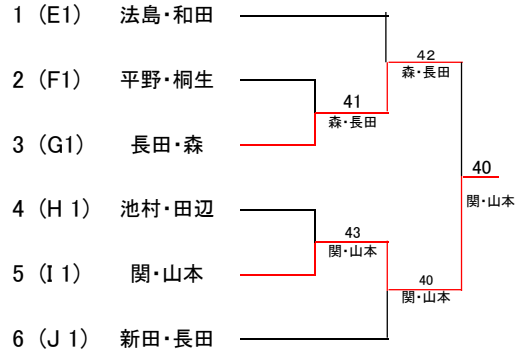 1 (E1) 法島・和田
42
森・長田
2 (F1) 平野・桐生
41
森・長田
3 (G1) 長田・森
40
関・山本
4 (H 1) 池村・田辺
43
関・山本
5 (I 1) 関・山本
40
関・山本
6 (J 1) 新田・長田